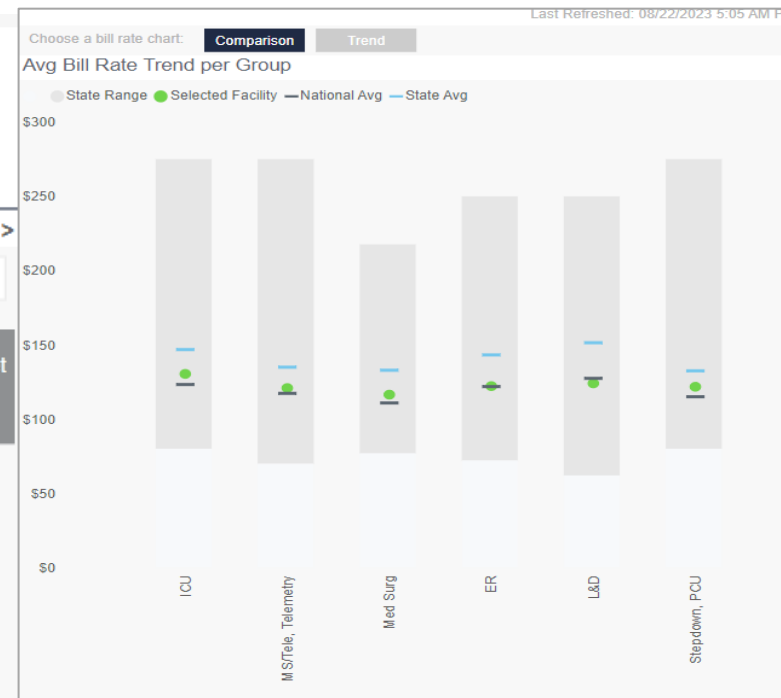 Last Refreshed: 08/22/2023 5:05 AM
Choose a bill rate chart: Comparison Trend
Avg Bill Rate Trend per Group
State Range Selected Facility National Avg State Avg
$300
$250
>
$200
$150
t
$100
$50
$0
ICU
MS/Tele, Telemetry
Med Surg
ER
L&D
Stepdown, PCU